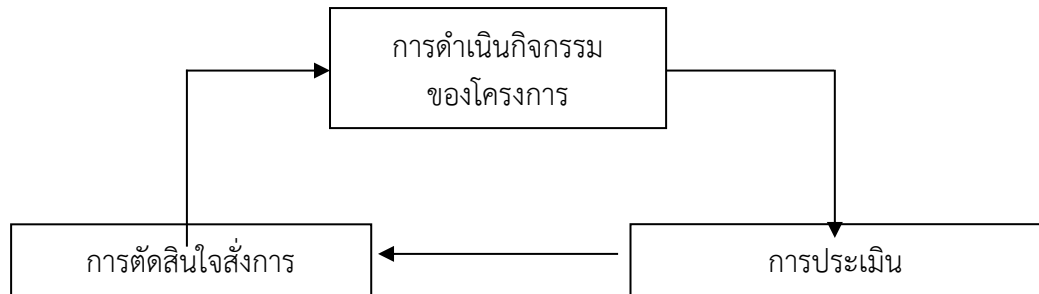 การดำเนินกิจกรรม
ของโครงการ
การตัดสินใจสั่งการ
การประเมิน